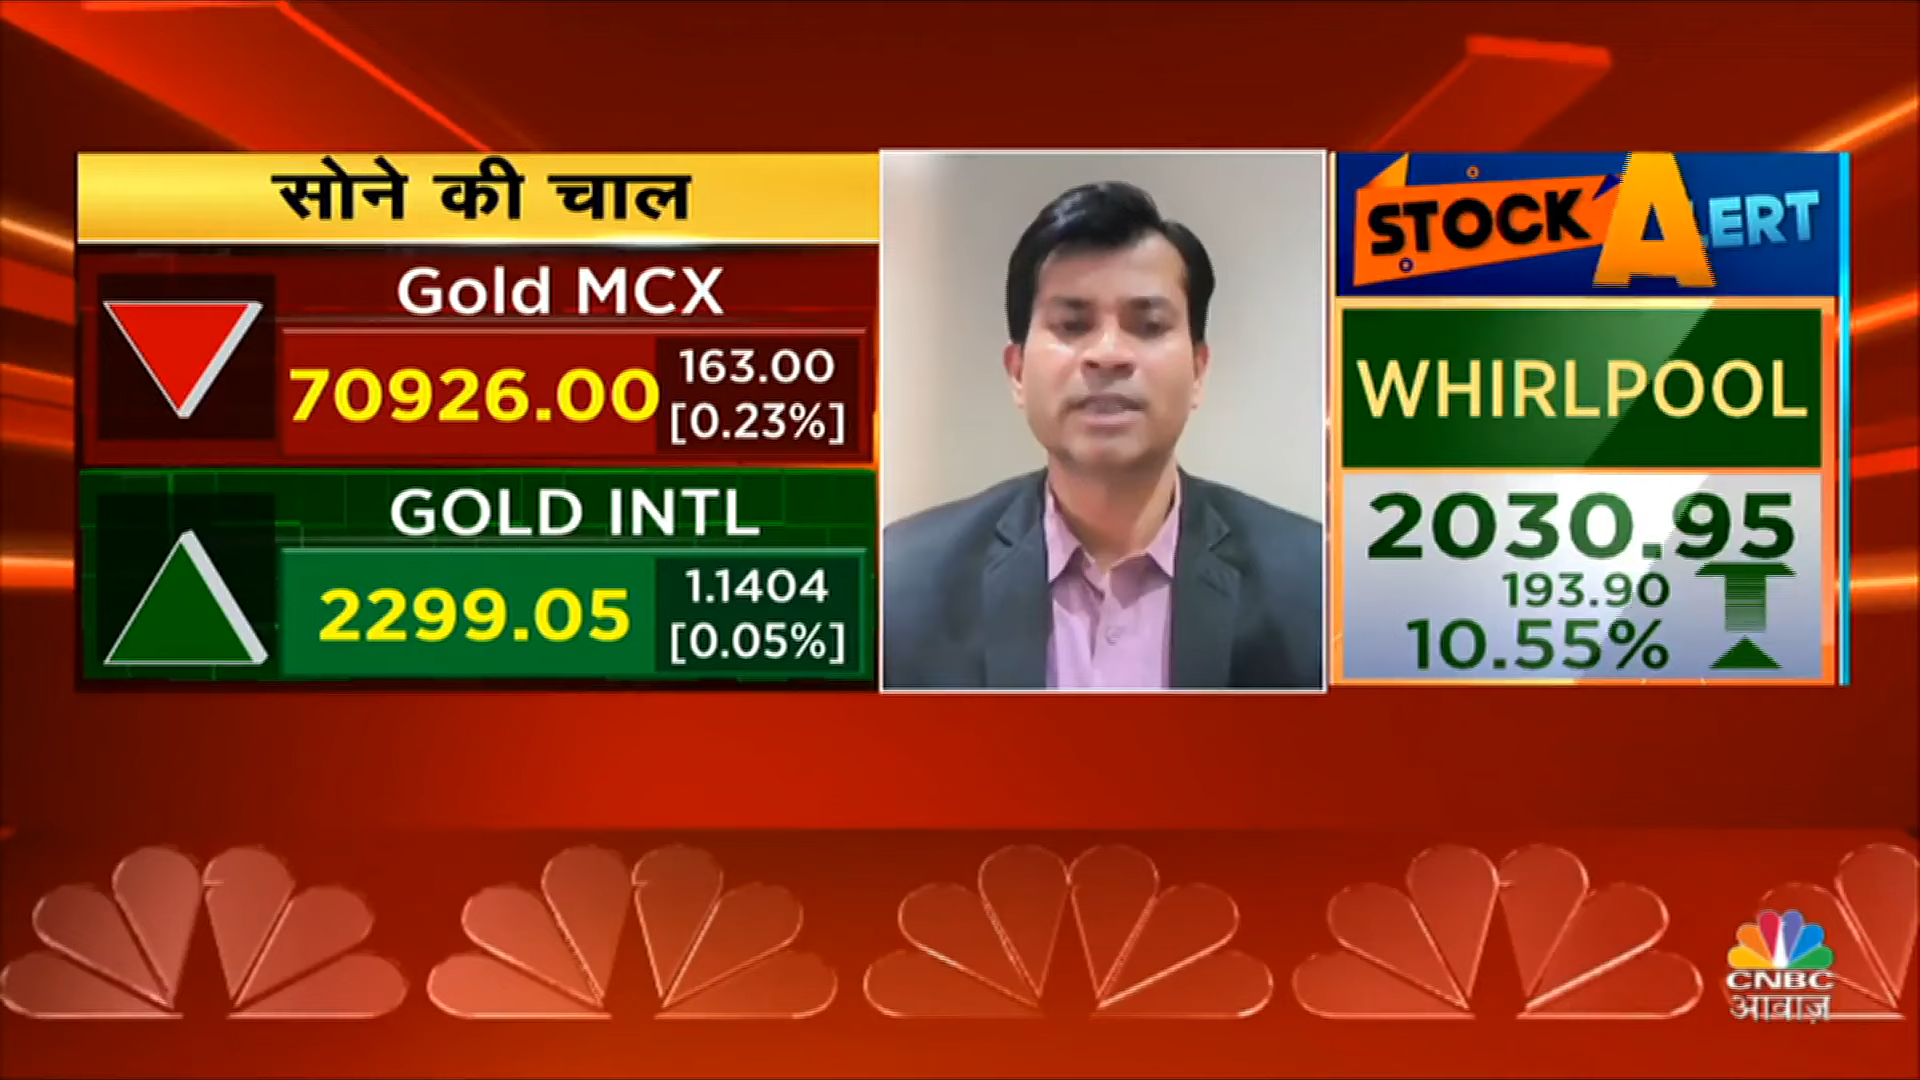 सोने की चाल
Gold MCX
70926.00
163.00
[0.23%]
GOLD INTL
2299.05
1.1404
[0.05%]
STOCK ALERT
WHIRLPOOL
2030.95
193.90
10.55%
CNBC
आवाज़